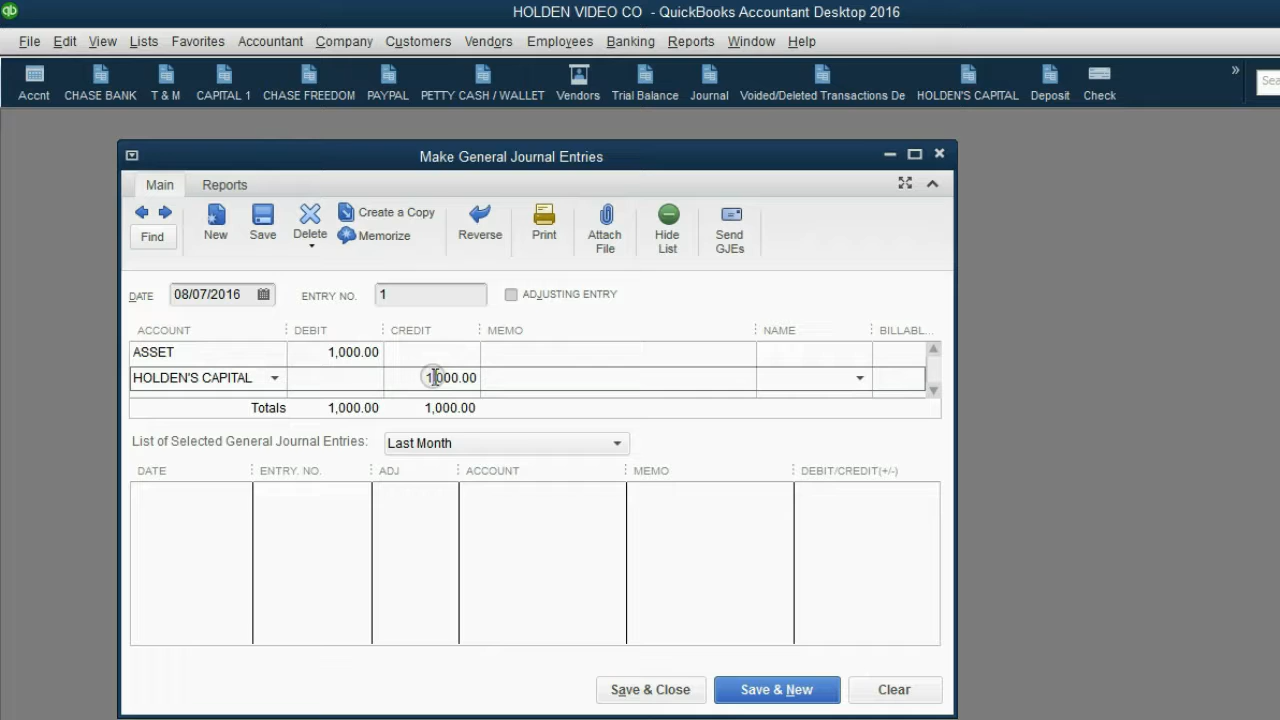 HOLDEN VIDEO CO - QuickBooks Accountant Desktop 2016
File Edit View Lists Favorites Accountant Company Customers Vendors Employees Banking Reports Window Help
Accnt CHASE BANK T & M CAPITAL 1 CHASE FREEDOM PAYPAL PETTY CASH / WALLET Vendors Trial Balance Journal Voided/Deleted Transactions De HOLDEN'S CAPITAL Deposit Check » Sea
Make General Journal Entries
Main Reports
Find New Save Delete Create a Copy Memorize Reverse Print Attach File Hide List Send GJEs
DATE 08/07/2016 ENTRY NO. 1 ADJUSTING ENTRY
ACCOUNT DEBIT CREDIT MEMO NAME BILLABL...
ASSET 1,000.00
HOLDEN'S CAPITAL 1,000.00
Totals 1,000.00 1,000.00
List of Selected General Journal Entries: Last Month
DATE ENTRY. NO. ADJ ACCOUNT MEMO DEBIT/CREDIT(+/-)
Save & Close Save & New Clear